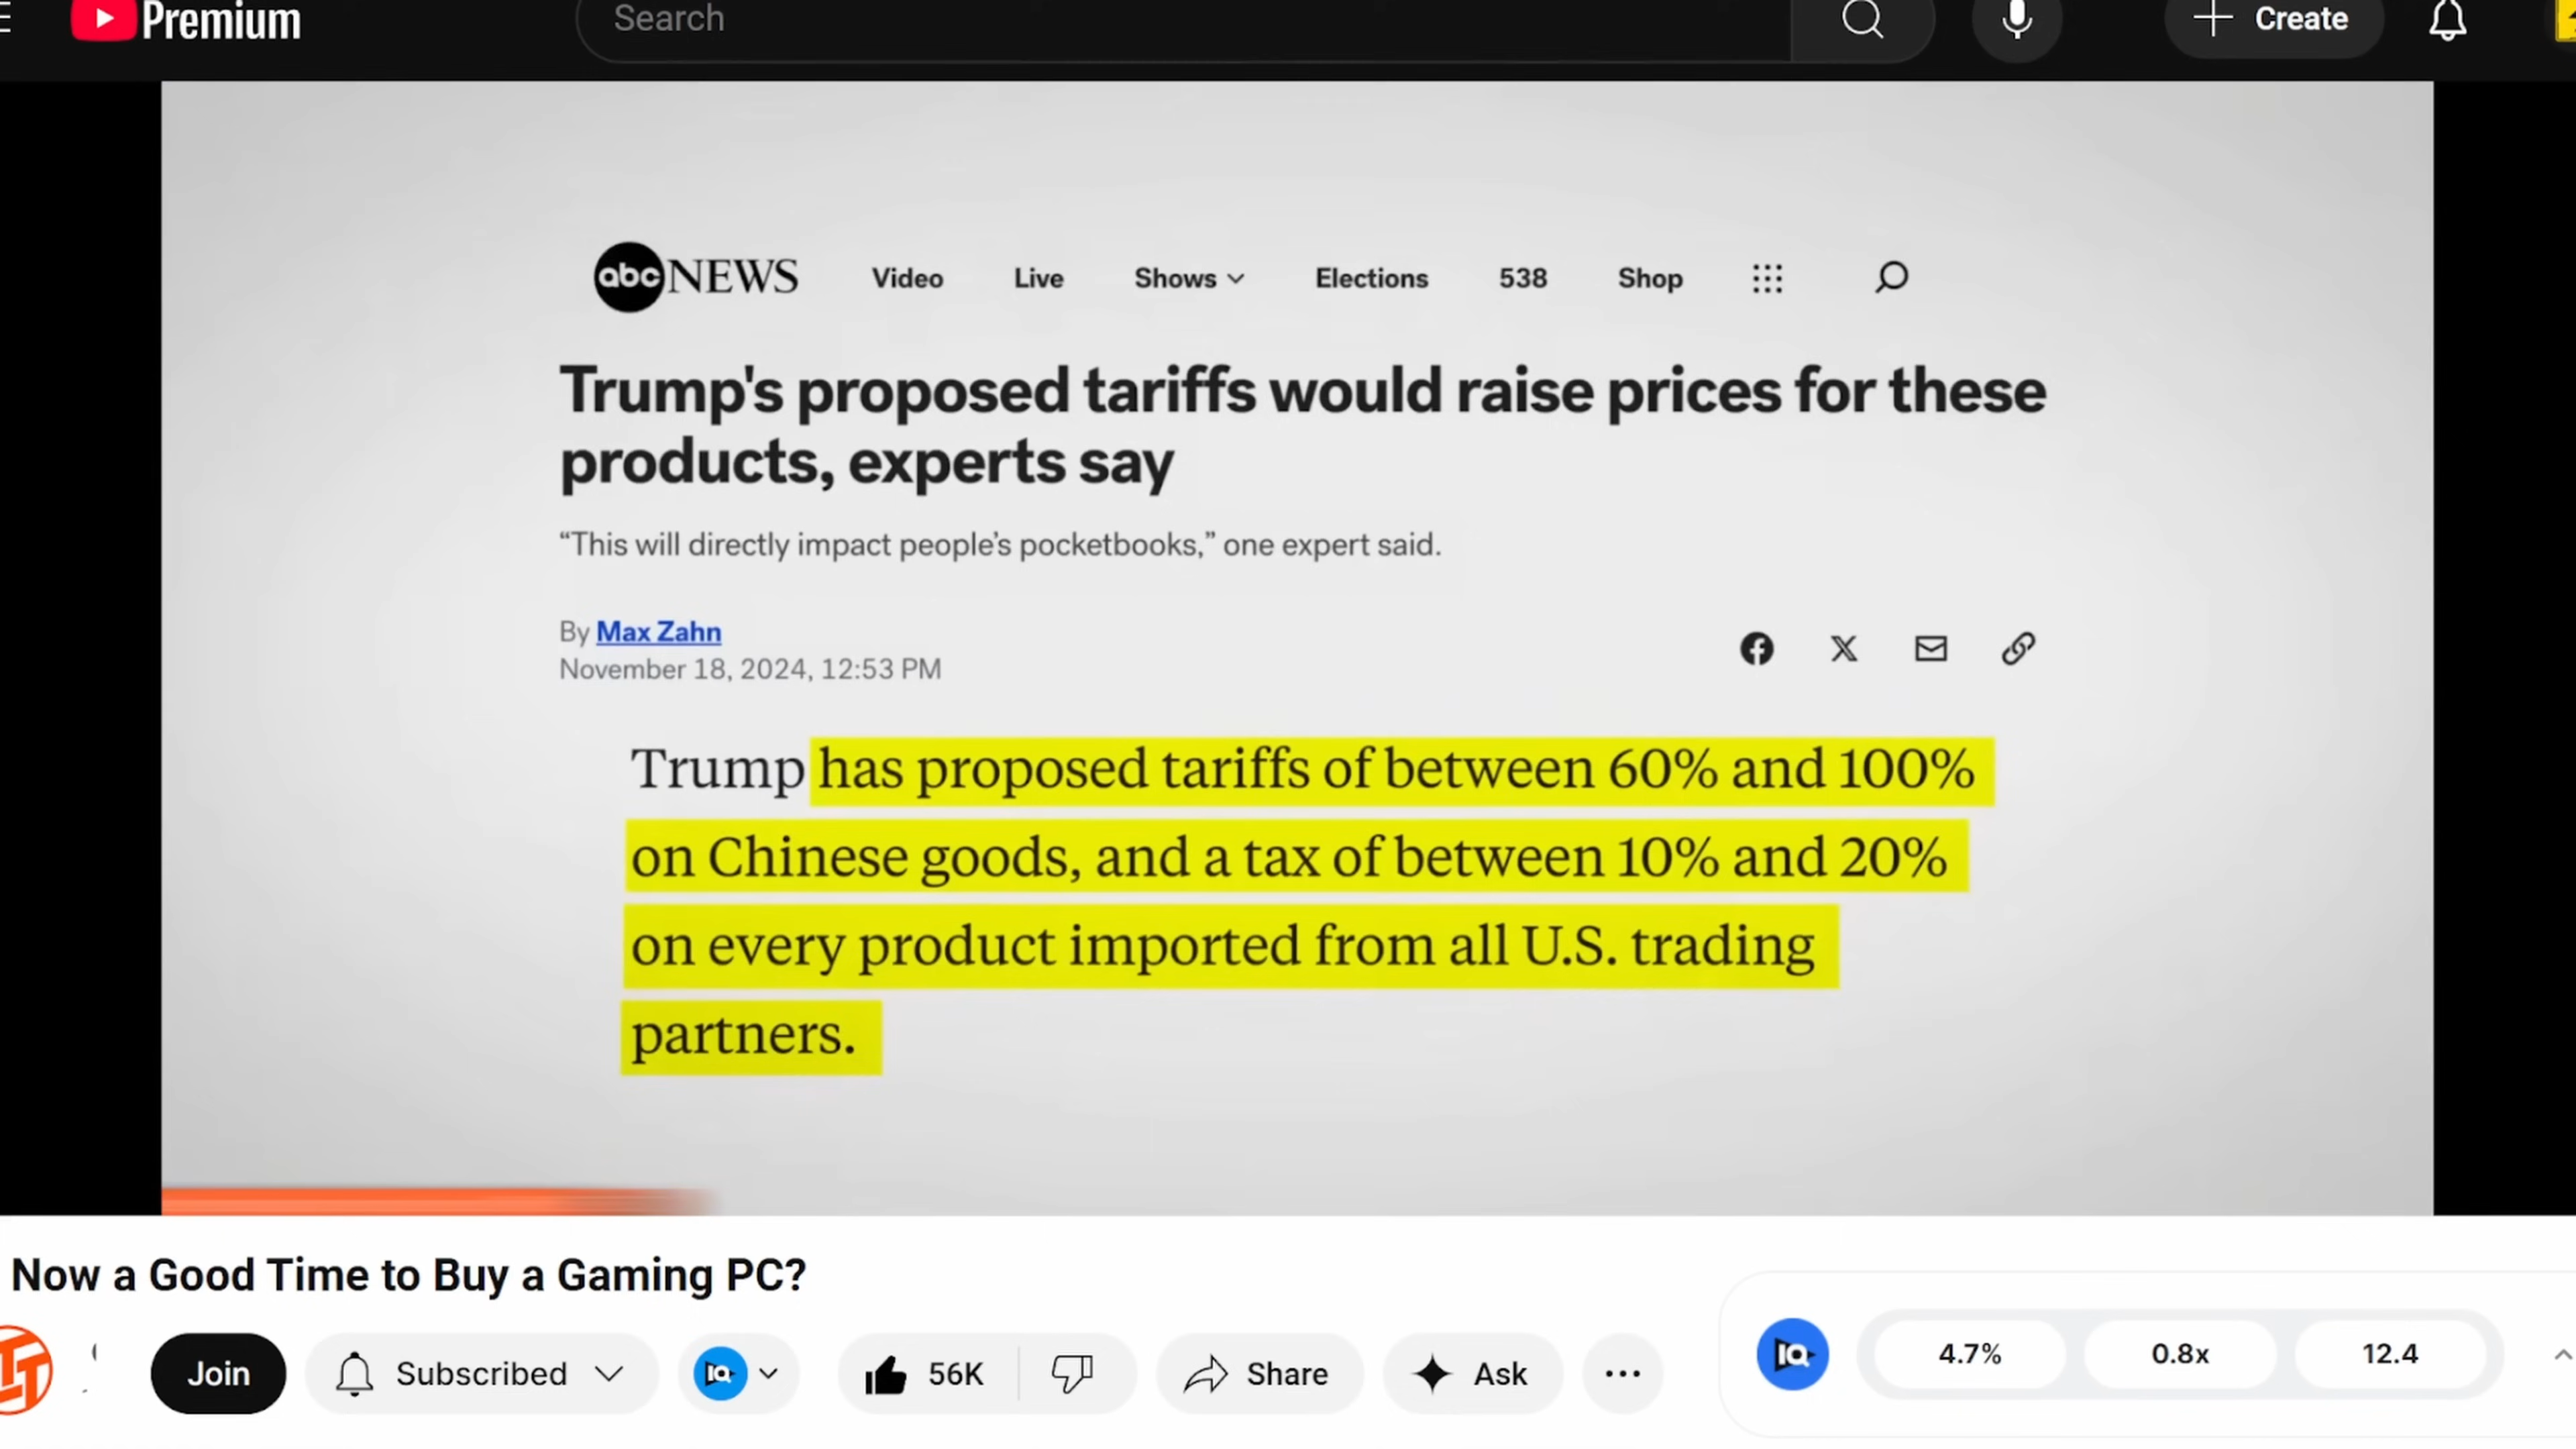 Premium
Search
Create
abc NEWS Video Live Shows Elections 538 Shop
Trump's proposed tariffs would raise prices for these
products, experts say
“This will directly impact people’s pocketbooks,” one expert said.
By Max Zahn
November 18, 2024, 12:53 PM
Trump has proposed tariffs of between 60% and 100%
on Chinese goods, and a tax of between 10% and 20%
on every product imported from all U.S. trading
partners.
Now a Good Time to Buy a Gaming PC?
Join Subscribed IQ 56K Share Ask IQ 4.7% 0.8x 12.4